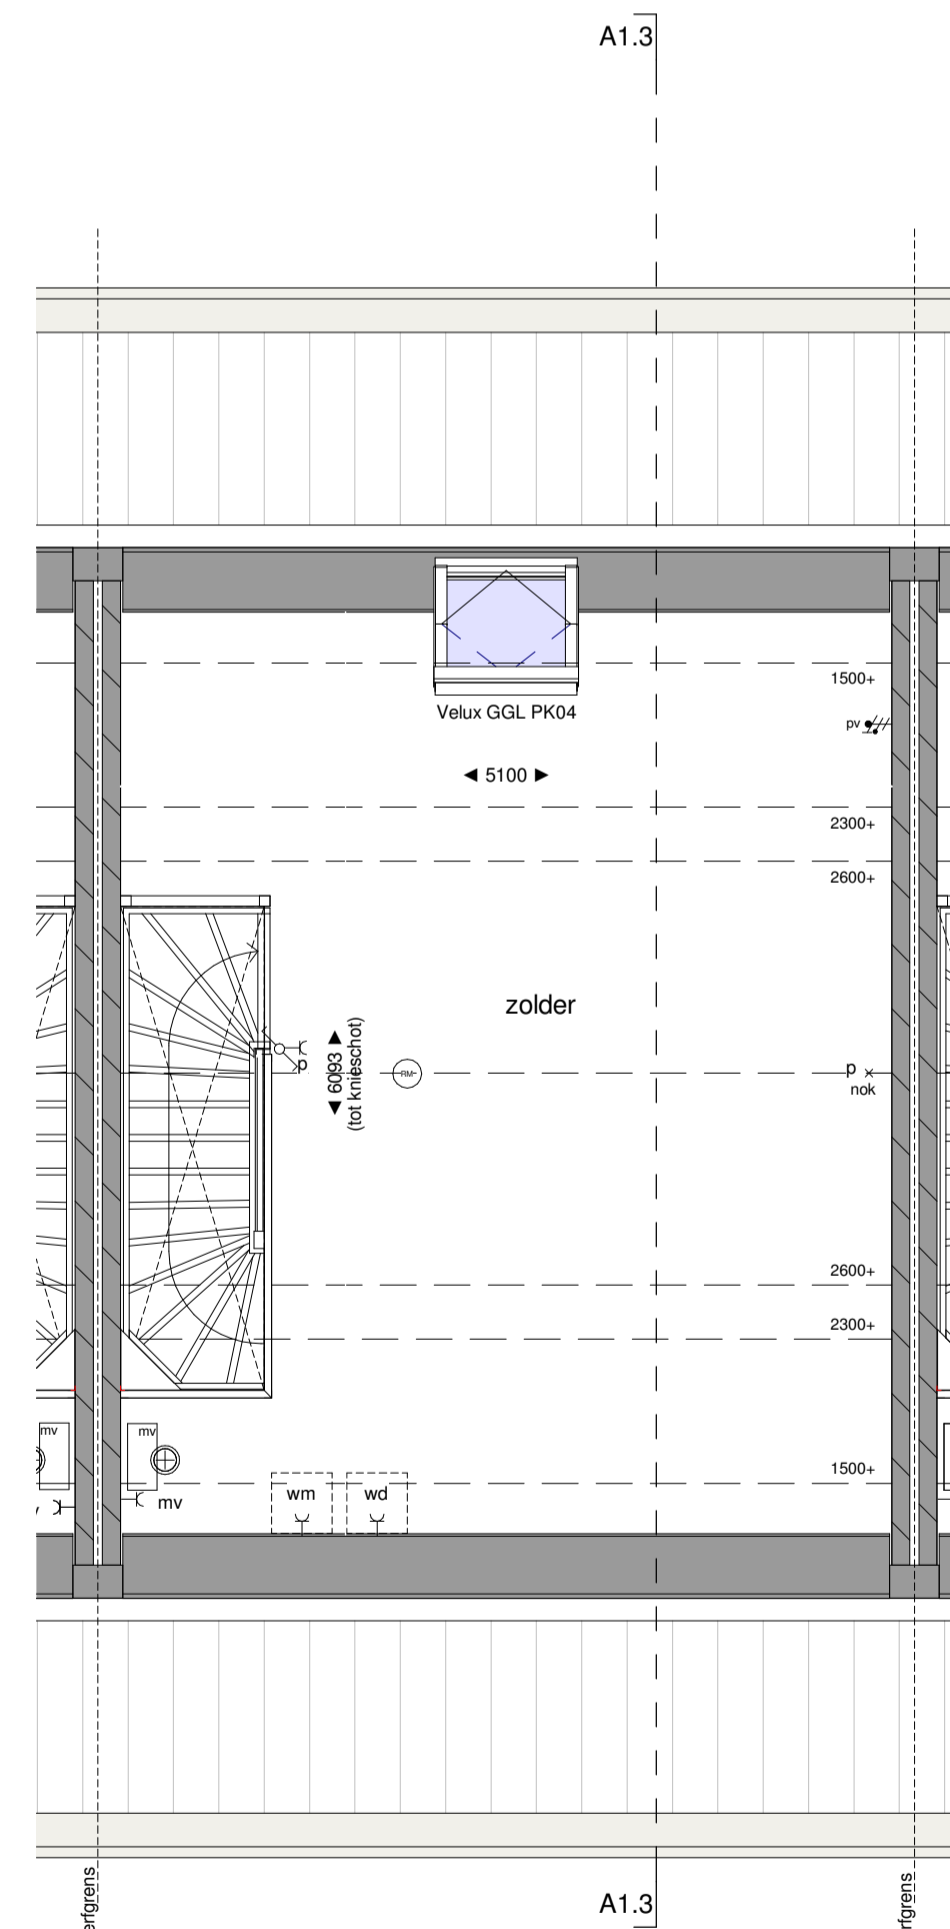 A1.3
1500+
pv
Velux GGL PK04
◄ 5100 ►
2300+
2600+
zolder
p
◄ 6093 ►
(tot knieschot)
RM
p
nok
2600+
2300+
mv
mv
1500+
wm
wd
mv
A1.3
erfgrens
rfgrens